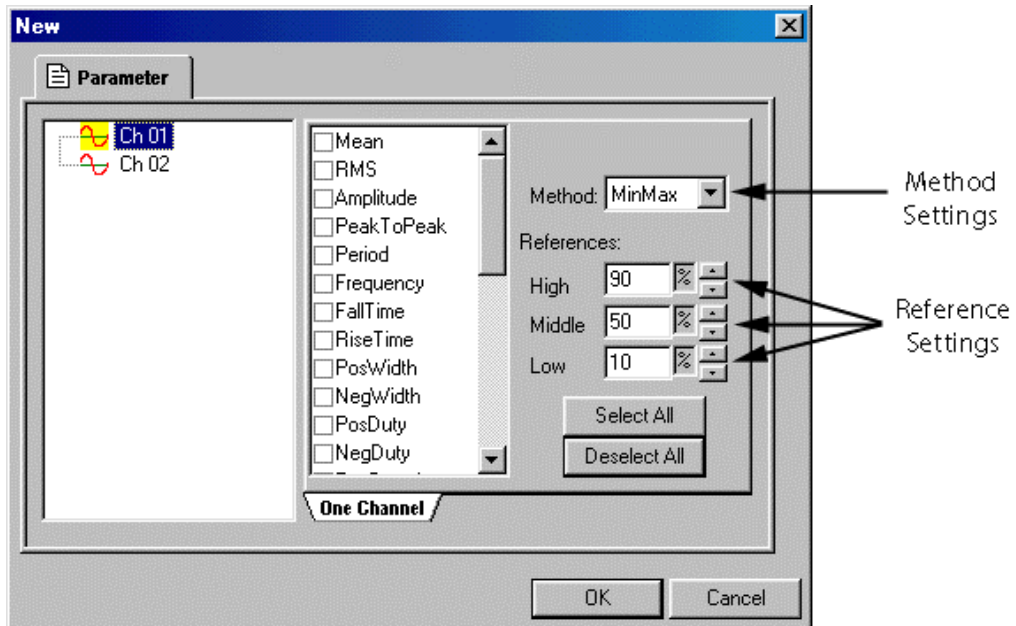 New
Parameter
Ch 01
Ch 02
Mean
RMS
Amplitude
PeakToPeak
Period
Frequency
FallTime
RiseTime
PosWidth
NegWidth
PosDuty
NegDuty
One Channel
Method: MinMax
References:
High 90 %
Middle 50 %
Low 10 %
Select All
Deselect All
OK Cancel
Method
Settings
Reference
Settings